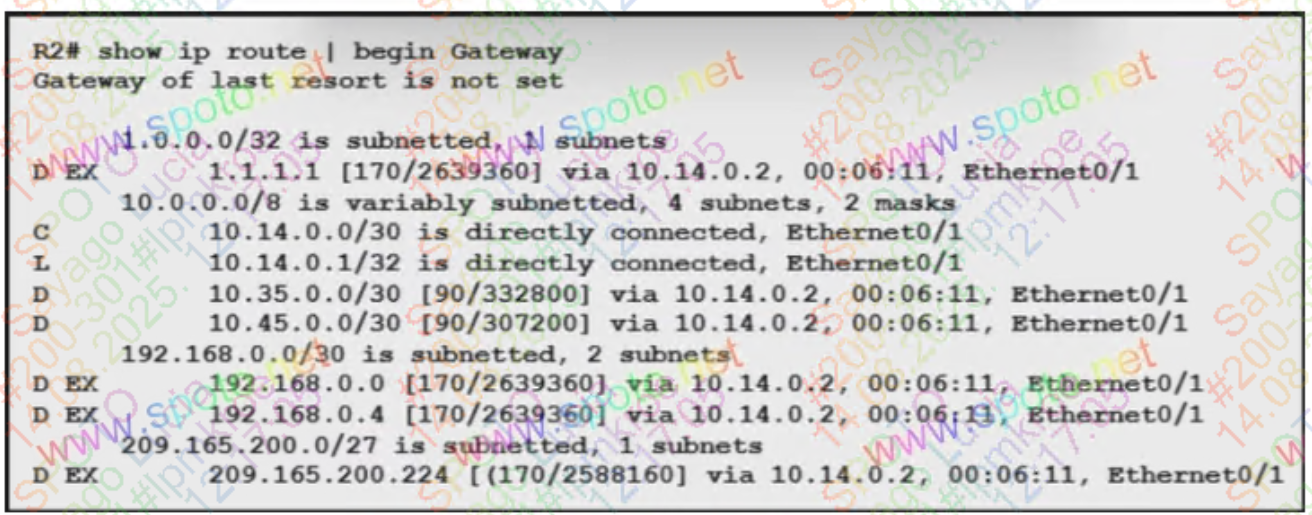 R2# show ip route | begin Gateway
Gateway of last resort is not set
1.0.0.0/32 is subnetted, 1 subnets
D EX 1.1.1.1 [170/2639360] via 10.14.0.2, 00:06:11, Ethernet0/1
10.0.0.0/8 is variably subnetted, 4 subnets, 2 masks
C 10.14.0.0/30 is directly connected, Ethernet0/1
L 10.14.0.1/32 is directly connected, Ethernet0/1
D 10.35.0.0/30 [90/332800] via 10.14.0.2, 00:06:11, Ethernet0/1
D 10.45.0.0/30 [90/307200] via 10.14.0.2, 00:06:11, Ethernet0/1
192.168.0.0/30 is subnetted, 2 subnets
D EX 192.168.0.0 [170/2639360] via 10.14.0.2, 00:06:11, Ethernet0/1
D EX 192.168.0.4 [170/2639360] via 10.14.0.2, 00:06:11, Ethernet0/1
209.165.200.0/27 is subnetted, 1 subnets
D EX 209.165.200.224 [(170/2588160] via 10.14.0.2, 00:06:11, Ethernet0/1
www.spoto.net